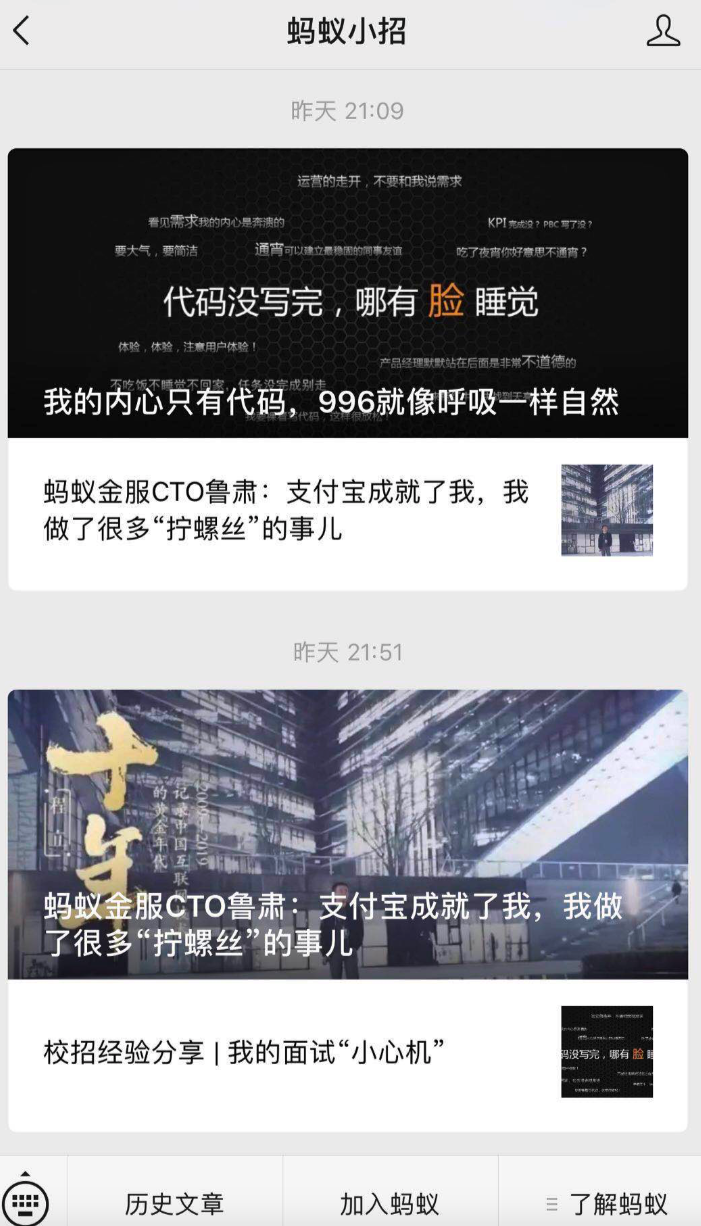 蚂蚁小招
昨天 21:09
运营的走开，不要和我说需求
看见需求我的内心是奔溃的
KPI完成没？PBC写了没？
要大气，要简洁
通宵可以建立最稳固的同事友谊
吃了夜宵你好意思不通宵？
代码没写完，哪有脸睡觉
体验，体验，注意用户体验！
产品经理默默站在后面是非常不道德的
不吃饭不睡觉不回家，任务没完成别走
我的内心只有代码，996就像呼吸一样自然
蚂蚁金服CTO鲁肃：支付宝成就了我，我
做了很多“拧螺丝”的事儿
昨天 21:51
十年
程立
2005-2019
记录中国互联
的黄金年代
蚂蚁金服CTO鲁肃：支付宝成就了我，我做
了很多“拧螺丝”的事儿
校招经验分享 | 我的面试“小心机”
码没写完，哪有脸睡
历史文章
加入蚂蚁
了解蚂蚁